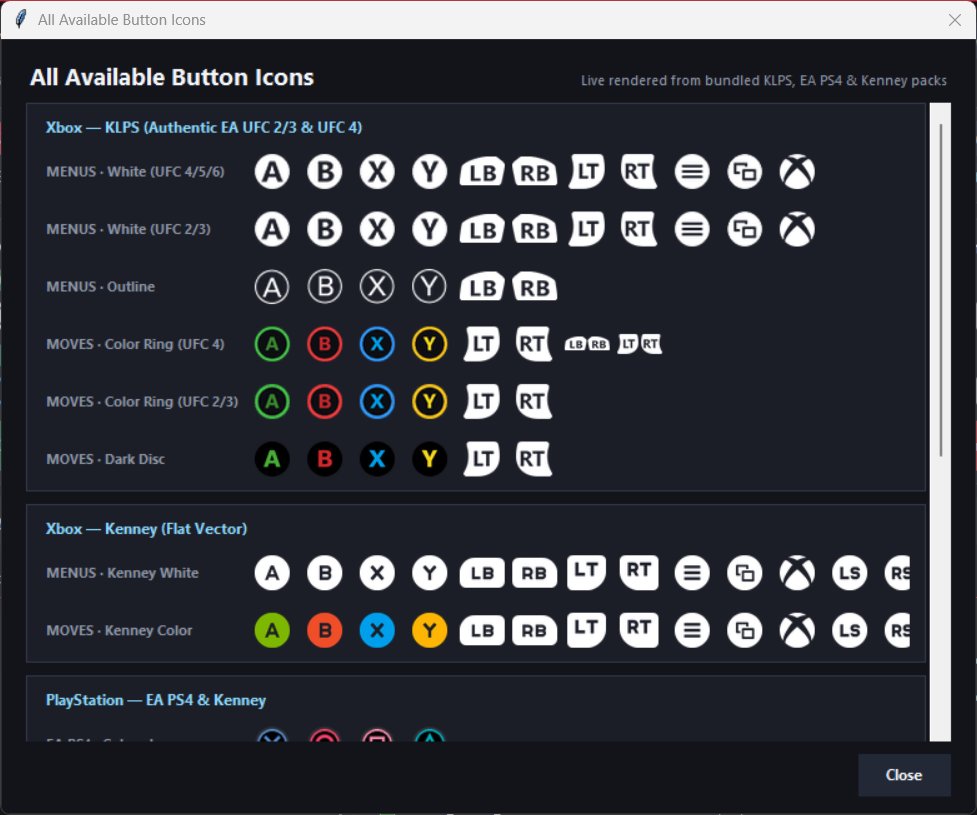 All Available Button Icons
All Available Button Icons
Live rendered from bundled KLPS, EA PS4 & Kenney packs
Xbox — KLPS (Authentic EA UFC 2/3 & UFC 4)
MENUS · White (UFC 4/5/6) A B X Y LB RB LT RT
MENUS · White (UFC 2/3) A B X Y LB RB LT RT
MENUS · Outline A B X Y LB RB
MOVES · Color Ring (UFC 4) A B X Y LT RT LB RB LT RT
MOVES · Color Ring (UFC 2/3) A B X Y LT RT
MOVES · Dark Disc A B X Y LT RT
Xbox — Kenney (Flat Vector)
MENUS · Kenney White A B X Y LB RB LT RT LS RS
MOVES · Kenney Color A B X Y LB RB LT RT LS RS
PlayStation — EA PS4 & Kenney
Close